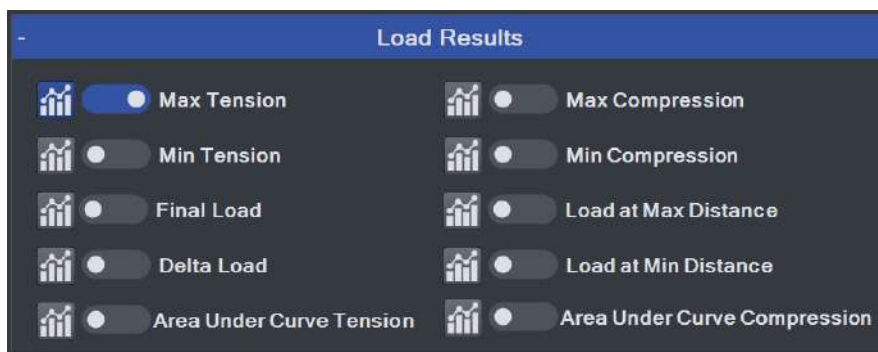 - Load Results
Max Tension Max Compression
Min Tension Min Compression
Final Load Load at Max Distance
Delta Load Load at Min Distance
Area Under Curve Tension Area Under Curve Compression